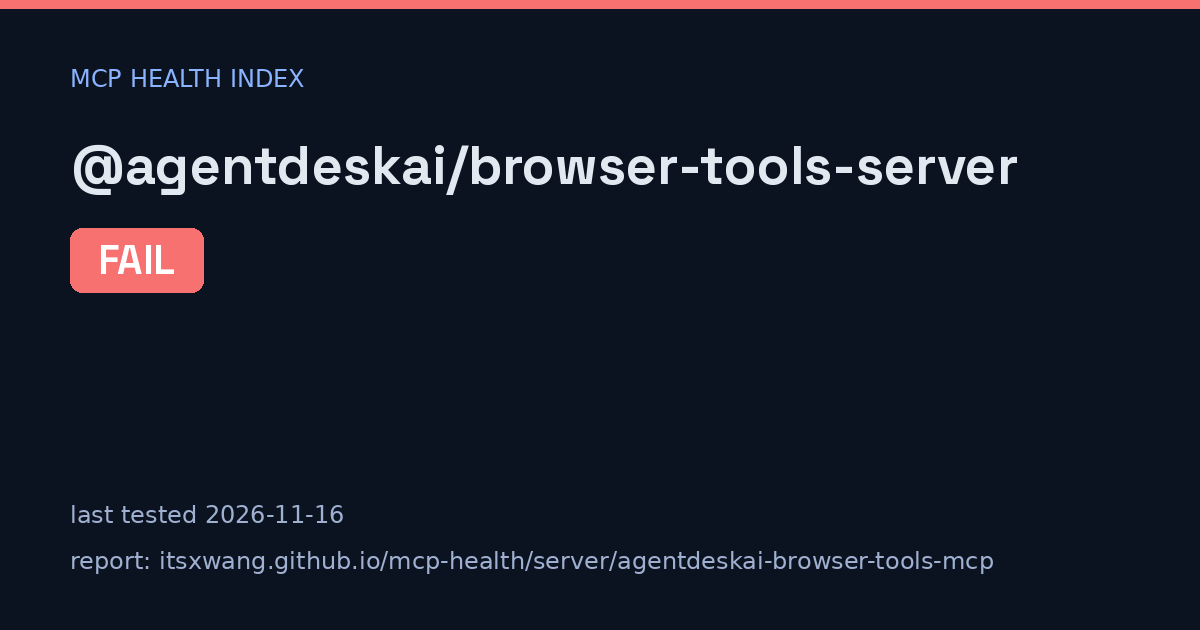 MCP HEALTH INDEX
@agentdeskai/browser-tools-server
FAIL
last tested 2026-11-16
report: itsxwang.github.io/mcp-health/server/agentdeskai-browser-tools-mcp